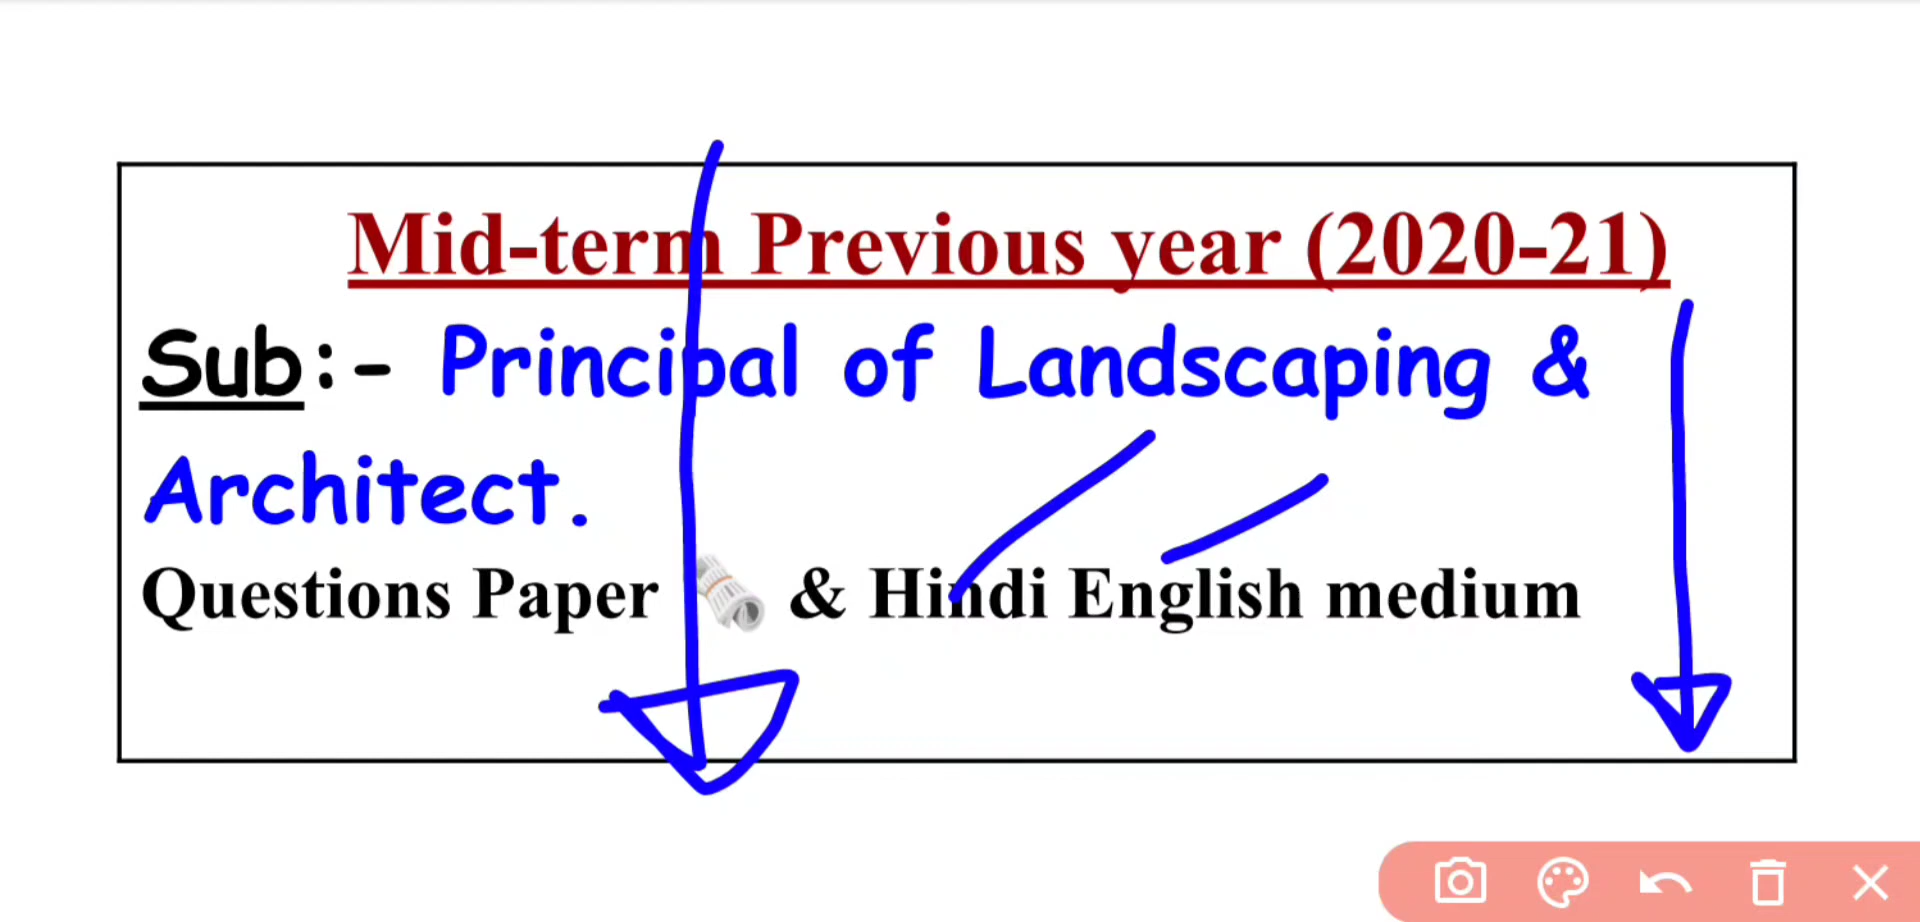 Mid-term Previous year (2020-21)
Sub:- Principal of Landscaping &
Architect.
Questions Paper 🗞️ & Hindi English medium